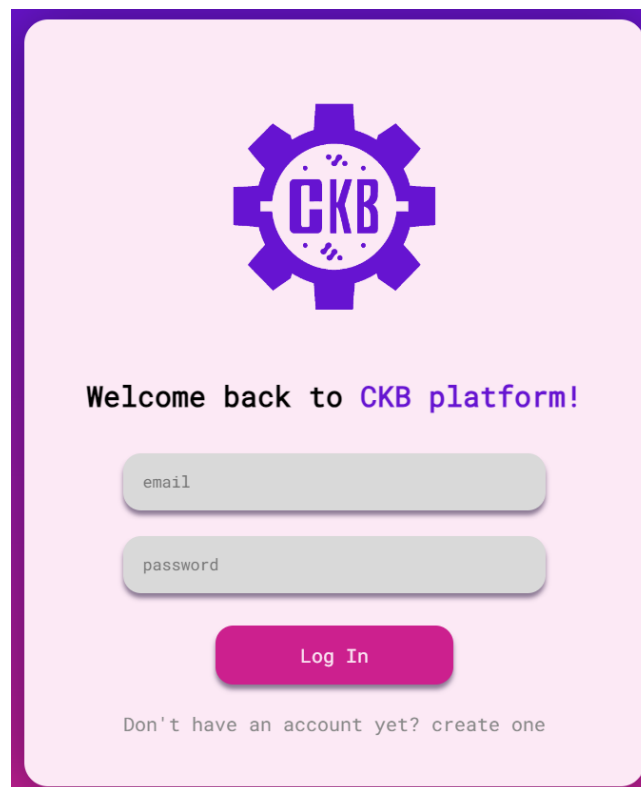 CKB
Welcome back to CKB platform!
email
password
Log In
Don't have an account yet? create one